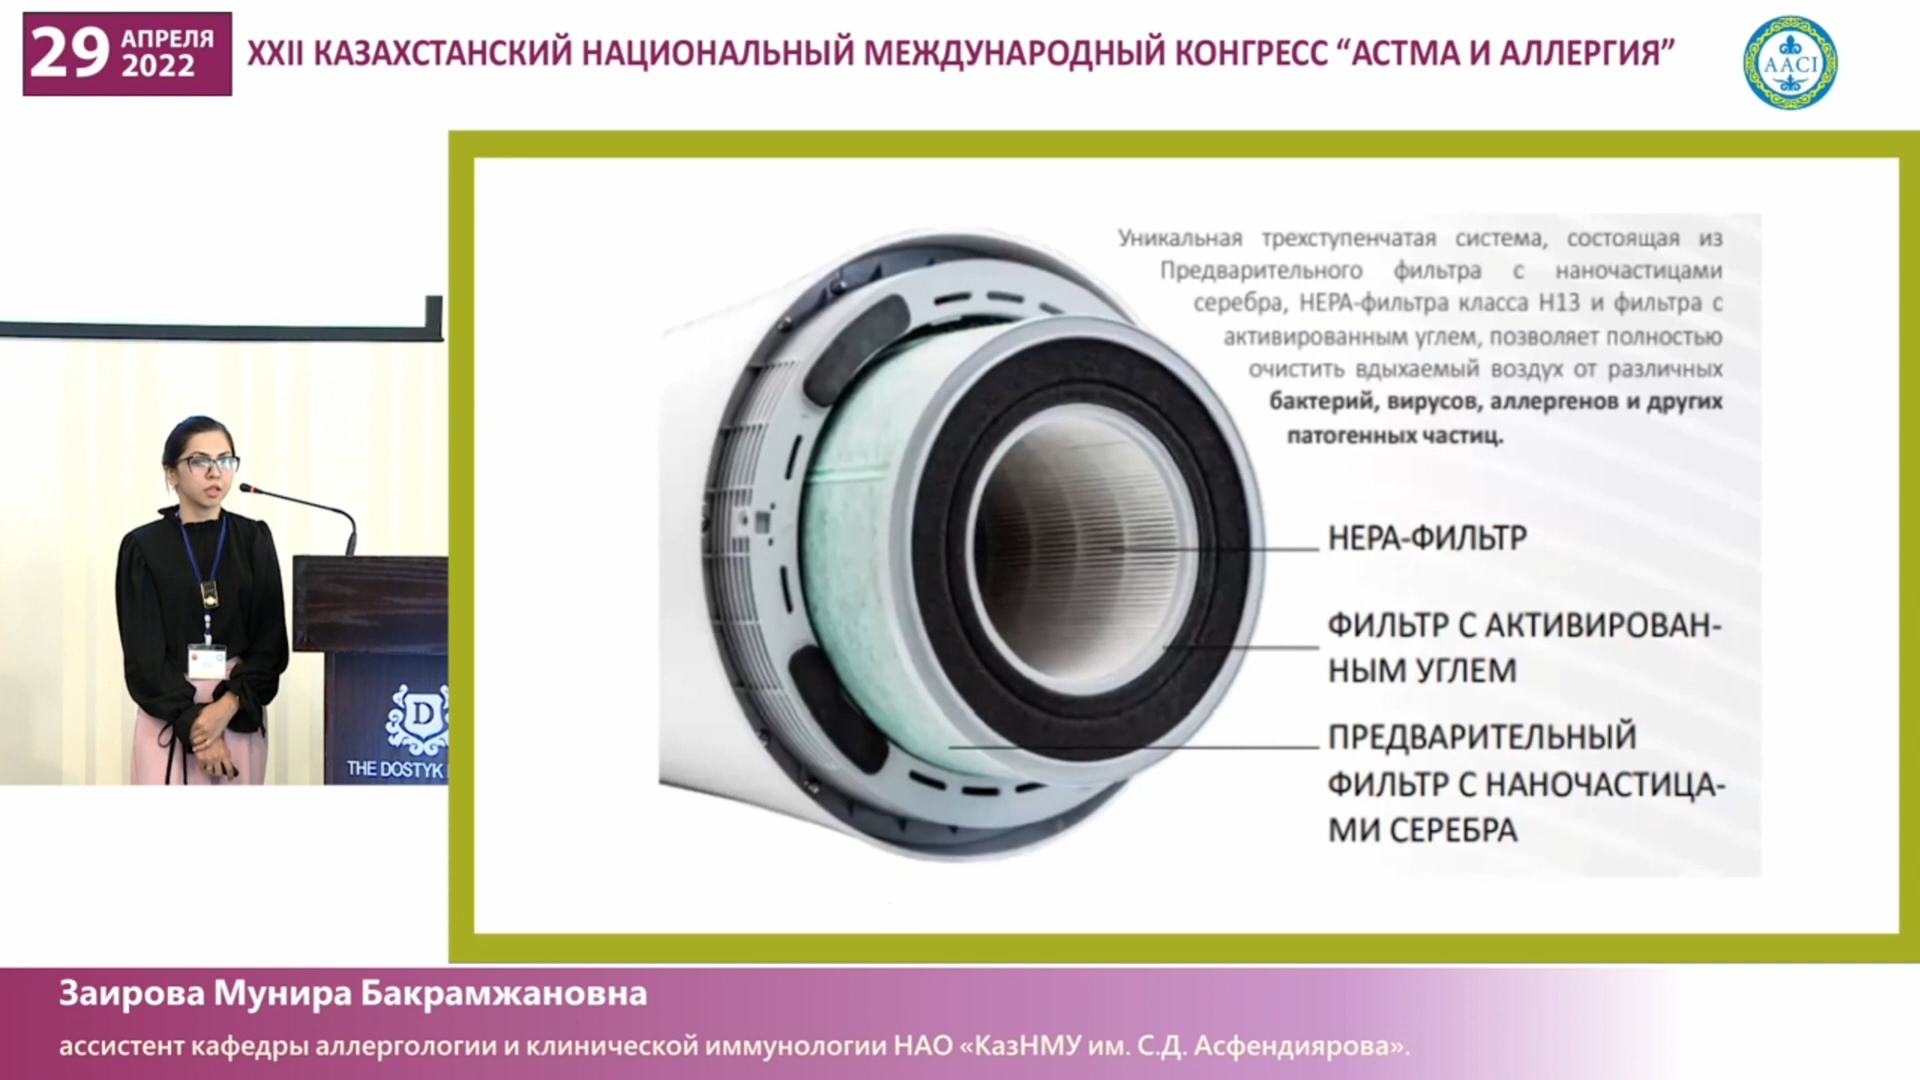 29 АПРЕЛЯ
2022
XXII КАЗАХСТАНСКИЙ НАЦИОНАЛЬНЫЙ МЕЖДУНАРОДНЫЙ КОНГРЕСС “АСТМА И АЛЛЕРГИЯ”
AACI
Уникальная трехступенчатая система, состоящая из
Предварительного фильтра с наночастицами
серебра, НЕРА-фильтра класса Н13 и фильтра с
активированным углем, позволяет полностью
очистить вдыхаемый воздух от различных
бактерий, вирусов, аллергенов и других
патогенных частиц.
НЕРА-ФИЛЬТР
ФИЛЬТР С АКТИВИРОВАН-
НЫМ УГЛЕМ
ПРЕДВАРИТЕЛЬНЫЙ
ФИЛЬТР С НАНОЧАСТИЦА-
МИ СЕРЕБРА
D
THE DOSTYK
Заирова Мунира Бакрамжановна
ассистент кафедры аллергологии и клинической иммунологии НАО «КазНМУ им. С.Д. Асфендиярова».